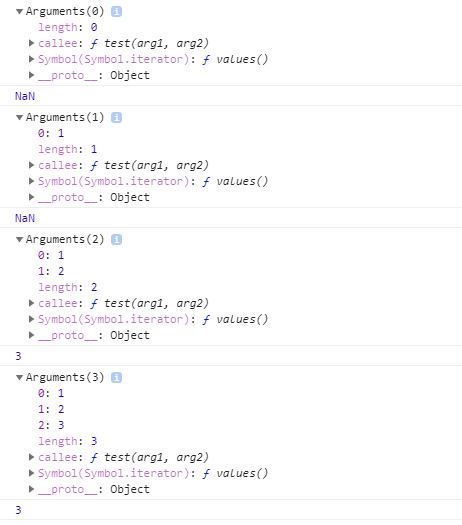 ▼Arguments(0) i
length: 0
▶callee: ƒ test(arg1, arg2)
▶Symbol(Symbol.iterator): ƒ values()
▶__proto__: Object
NaN
▼Arguments(1) i
0: 1
length: 1
▶callee: ƒ test(arg1, arg2)
▶Symbol(Symbol.iterator): ƒ values()
▶__proto__: Object
NaN
▼Arguments(2) i
0: 1
1: 2
length: 2
▶callee: ƒ test(arg1, arg2)
▶Symbol(Symbol.iterator): ƒ values()
▶__proto__: Object
3
▼Arguments(3) i
0: 1
1: 2
2: 3
length: 3
▶callee: ƒ test(arg1, arg2)
▶Symbol(Symbol.iterator): ƒ values()
▶__proto__: Object
3